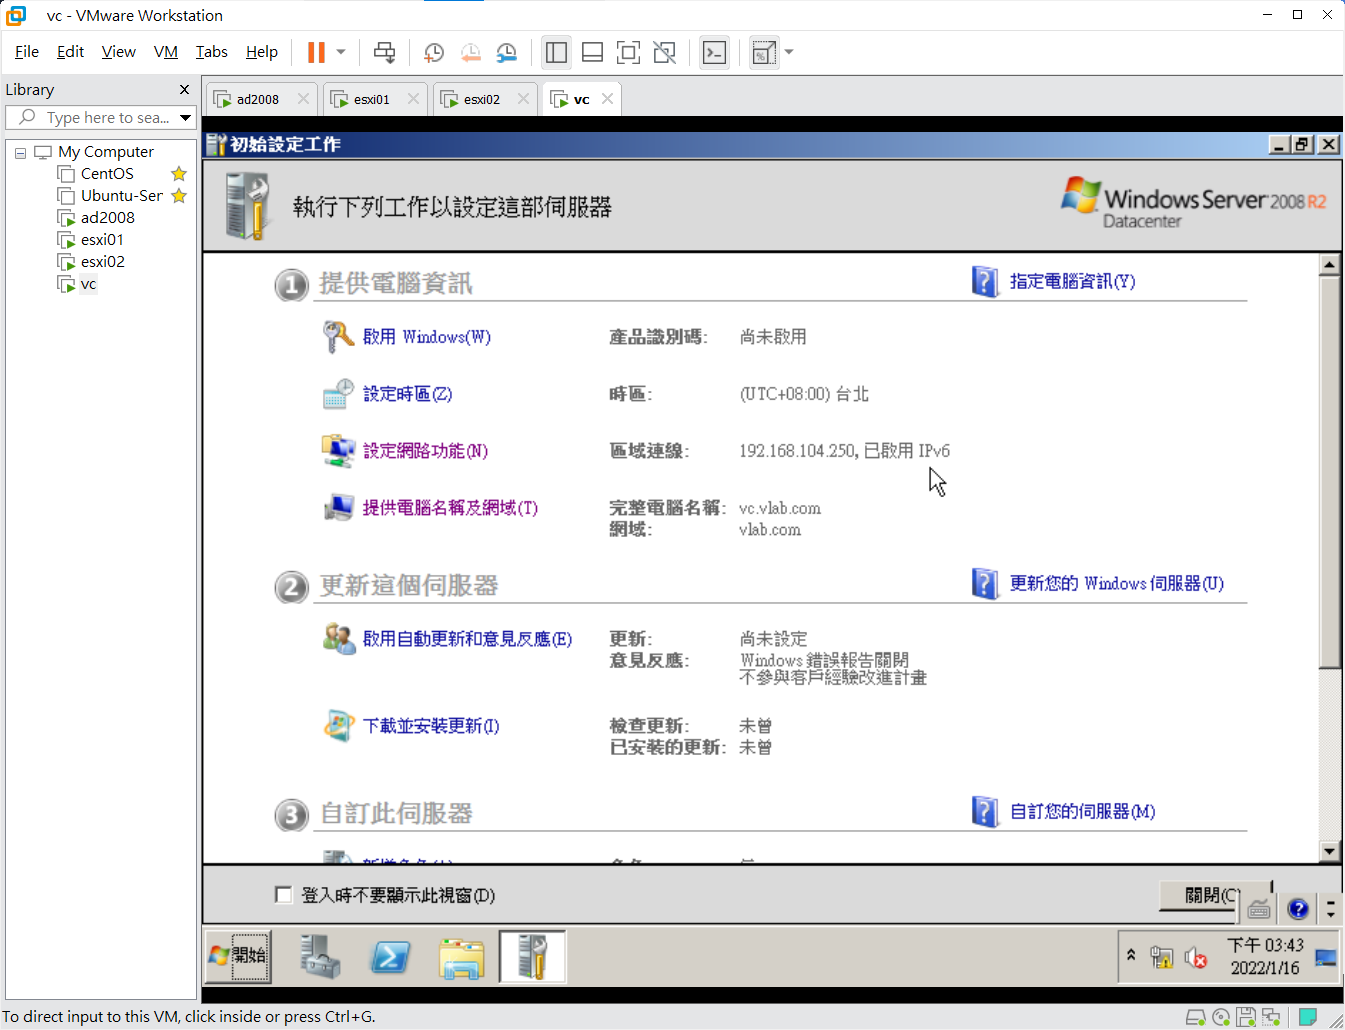 vc - VMware Workstation
File Edit View VM Tabs Help
Library
Type here to sea...
My Computer
CentOS
Ubuntu-Ser
ad2008
esxi01
esxi02
vc
ad2008 esxi01 esxi02 vc
初始設定工作
執行下列工作以設定這部伺服器
Windows Server 2008 R2
Datacenter
1 提供電腦資訊 指定電腦資訊(Y)
啟用 Windows(W) 產品識別碼: 尚未啟用
設定時區(Z) 時區: (UTC+08:00) 台北
設定網路功能(N) 區域連線: 192.168.104.250, 已啟用 IPv6
提供電腦名稱及網域(T) 完整電腦名稱: vc.vlab.com
網域: vlab.com
2 更新這個伺服器 更新您的 Windows 伺服器(U)
啟用自動更新和意見反應(E) 更新: 尚未設定
意見反應: Windows 錯誤報告關閉
不參與客戶經驗改進計畫
下載並安裝更新(I) 檢查更新: 未曾
已安裝的更新: 未曾
3 自訂此伺服器 自訂您的伺服器(M)
登入時不要顯示此視窗(D) 關閉(C
開始 下午 03:43
2022/1/16
To direct input to this VM, click inside or press Ctrl+G.